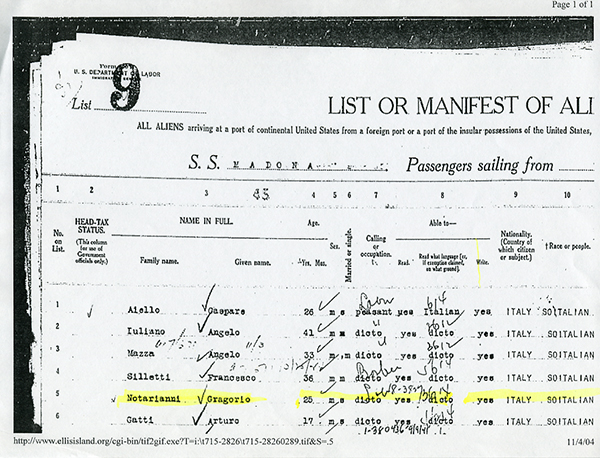 Page 1 of 1
U. S. DEPARTMENT OF LABOR
List 9
LIST OR MANIFEST OF ALI
ALL ALIENS arriving at a port of continental United States from a foreign port or a port of the insular possessions of the United States,
S. S. MADONA Passengers sailing from
1 2 3 4 5 6 7 8 9 10
No. on List.
HEAD-TAX STATUS.
(This column for use of Government officials only.)
NAME IN FULL.
Family name. Given name.
Age.
Yrs. Mos.
Sex.
Married or single.
Calling or occupation.
Able to—
Read. Read what language [or, if exemption claimed, on what ground]. Write.
Nationality. (Country of which citizen or subject.)
†Race or people.
1 Aiello Gaspare 26 m s peasant yes Italian yes ITALY SOITALIAN
2 Iuliano Angelo 41 m m dicto yes dicto yes ITALY SOITALIAN
3 Mazza Angelo 33 m m dicto yes dicto yes ITALY SOITALIAN
4 Silletti Francesco 36 m m dicto yes dicto yes ITALY SOITALIAN
5 Notarianni Gragorio 25 m s dicto yes dicto yes ITALY SOITALIAN
6 Gatti Arturo 17 m s dicto yes dicto yes ITALY SOITALIAN
http://www.ellisisland.org/cgi-bin/tif2gif.exe?T=i:\t715-2826\t715-28260289.tif&S=.5 11/4/04